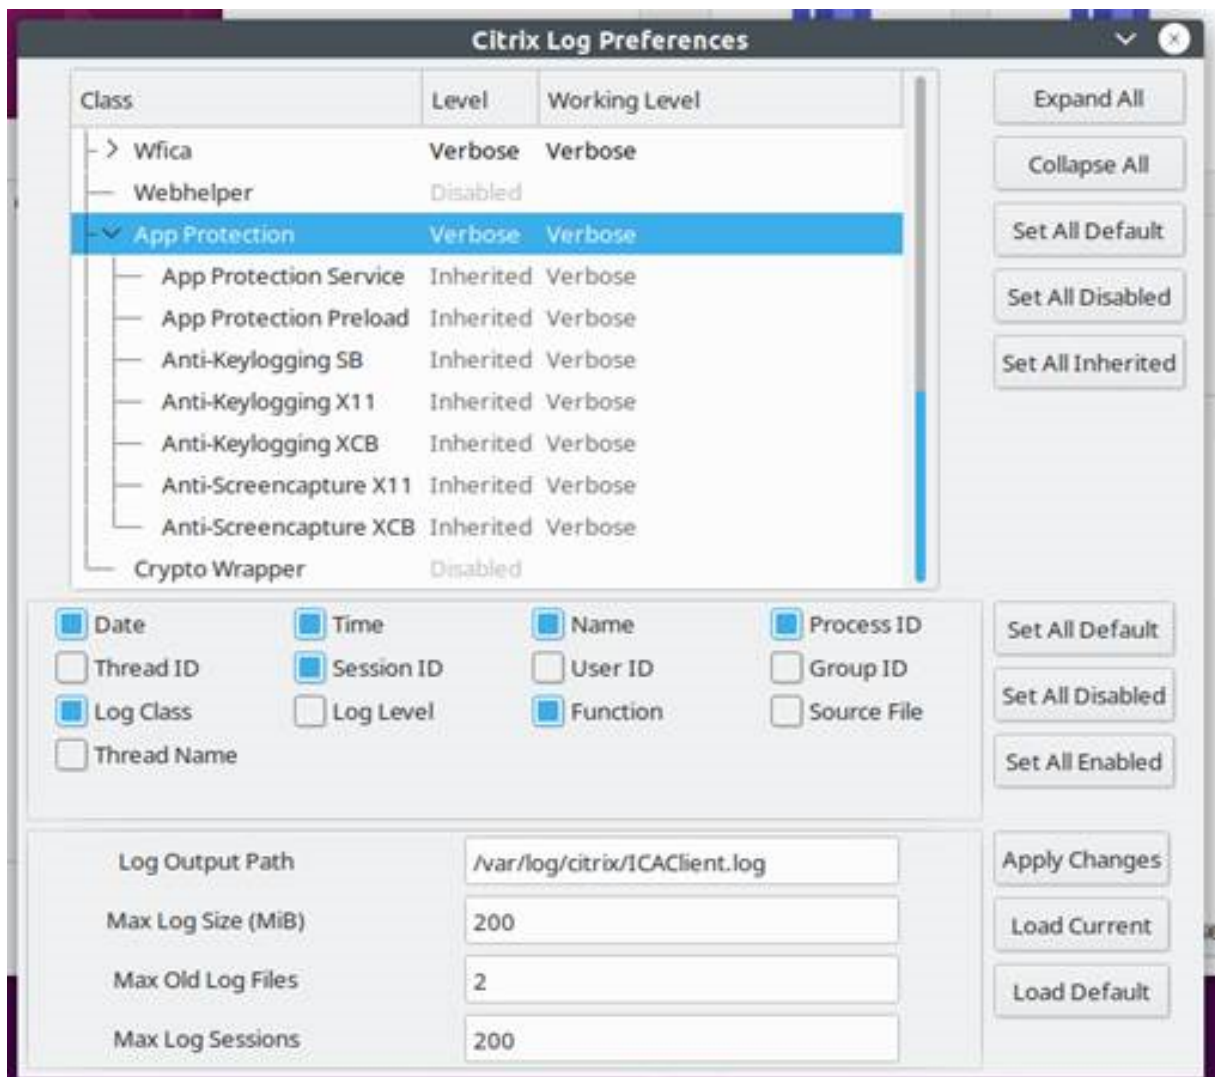 Citrix Log Preferences
Class Level Working Level
Expand All
Wfica Verbose Verbose
Collapse All
Webhelper Disabled
App Protection Verbose Verbose
Set All Default
App Protection Service Inherited Verbose
Set All Disabled
App Protection Preload Inherited Verbose
Anti-Keylogging SB Inherited Verbose
Set All Inherited
Anti-Keylogging X11 Inherited Verbose
Anti-Keylogging XCB Inherited Verbose
Anti-Screencapture X11 Inherited Verbose
Anti-Screencapture XCB Inherited Verbose
Crypto Wrapper Disabled
Date Time Name Process ID
Set All Default
Thread ID Session ID User ID Group ID
Set All Disabled
Log Class Log Level Function Source File
Thread Name
Set All Enabled
Log Output Path /var/log/citrix/ICAClient.log
Apply Changes
Max Log Size (MiB) 200
Load Current
Max Old Log Files 2
Load Default
Max Log Sessions 200